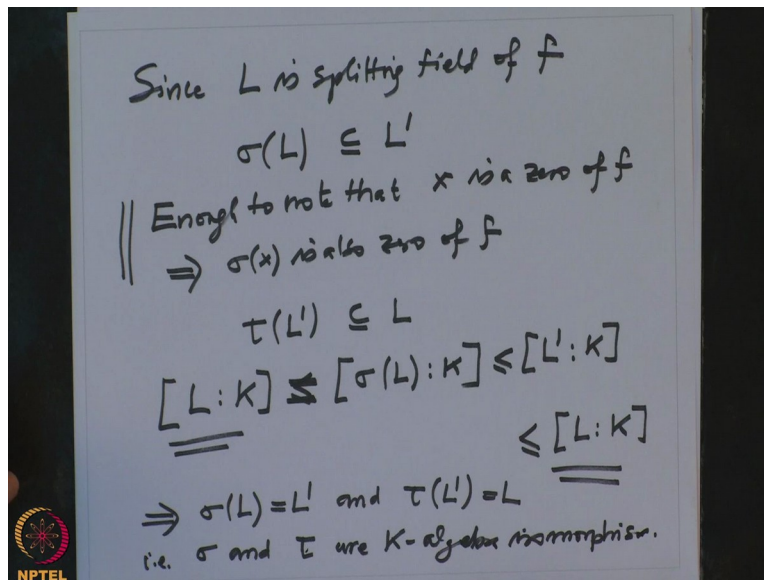 Since L is splitting field of f
σ(L) ⊆ L'
Enough to note that x is a zero of f
⇒ σ(x) is also zero of f
τ(L') ⊆ L
[L:K] ≤ [σ(L):K] ≤ [L':K]
≤ [L:K]
⇒ σ(L)=L' and τ(L')=L
i.e. σ and τ are K-algebra isomorphism.
NPTEL